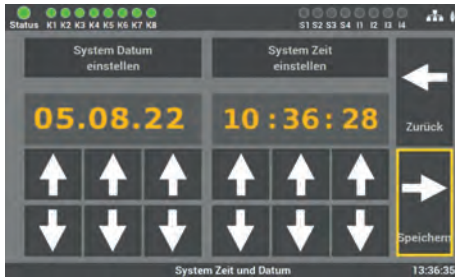 Status K1 K2 K3 K4 K5 K6 K7 K8 S1 S2 S3 S4 I1 I2 I3 I4
System Datum
einstellen
System Zeit
einstellen
05.08.22
10:36:28
Zurück
Speichern
System Zeit und Datum
13:36:35